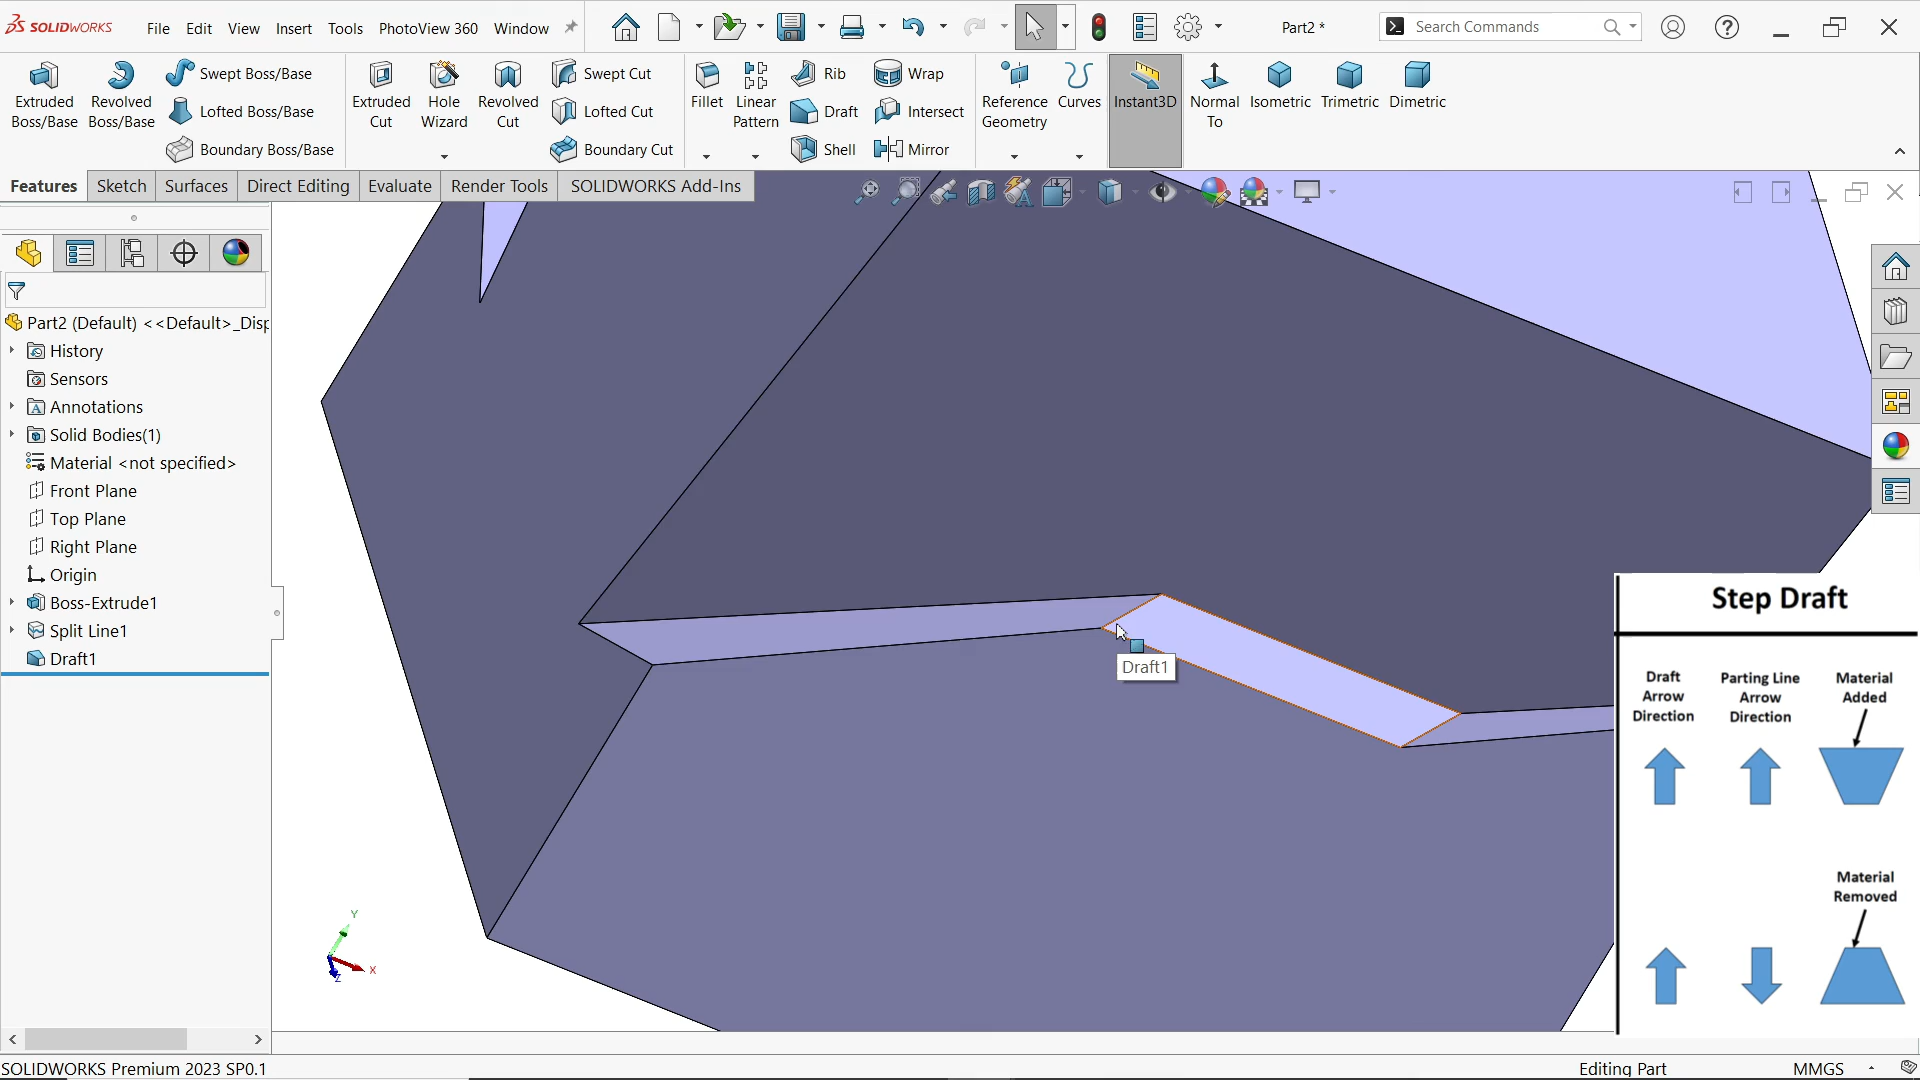 SOLIDWORKS File Edit View Insert Tools PhotoView 360 Window Part2 * Search Commands
Extruded Boss/Base
Revolved Boss/Base
Swept Boss/Base
Lofted Boss/Base
Boundary Boss/Base
Extruded Cut
Hole Wizard
Revolved Cut
Swept Cut
Lofted Cut
Boundary Cut
Fillet
Linear Pattern
Rib
Draft
Shell
Wrap
Intersect
Mirror
Reference Geometry
Curves
Instant3D
Normal To
Isometric
Trimetric
Dimetric
Features Sketch Surfaces Direct Editing Evaluate Render Tools SOLIDWORKS Add-Ins
Part2 (Default) <<Default>_Disp
History
Sensors
Annotations
Solid Bodies(1)
Material <not specified>
Front Plane
Top Plane
Right Plane
Origin
Boss-Extrude1
Split Line1
Draft1
Draft1
Y
X
Z
Step Draft
Draft Arrow Direction
Parting Line Arrow Direction
Material Added
Material Removed
SOLIDWORKS Premium 2023 SP0.1 Editing Part MMGS